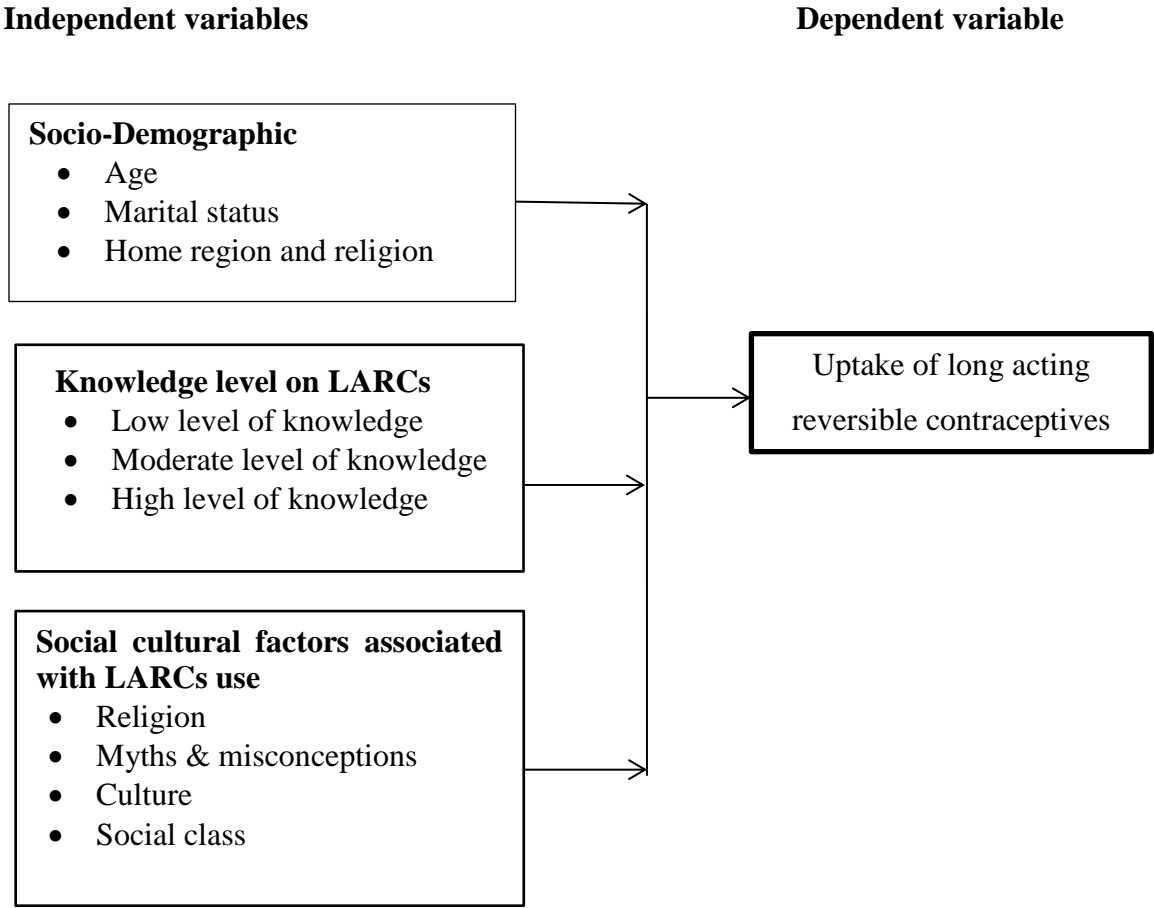 Independent variables
Dependent variable
Socio-Demographic
• Age
• Marital status
• Home region and religion
Knowledge level on LARCs
• Low level of knowledge
• Moderate level of knowledge
• High level of knowledge
Social cultural factors associated
with LARCs use
• Religion
• Myths & misconceptions
• Culture
• Social class
Uptake of long acting
reversible contraceptives